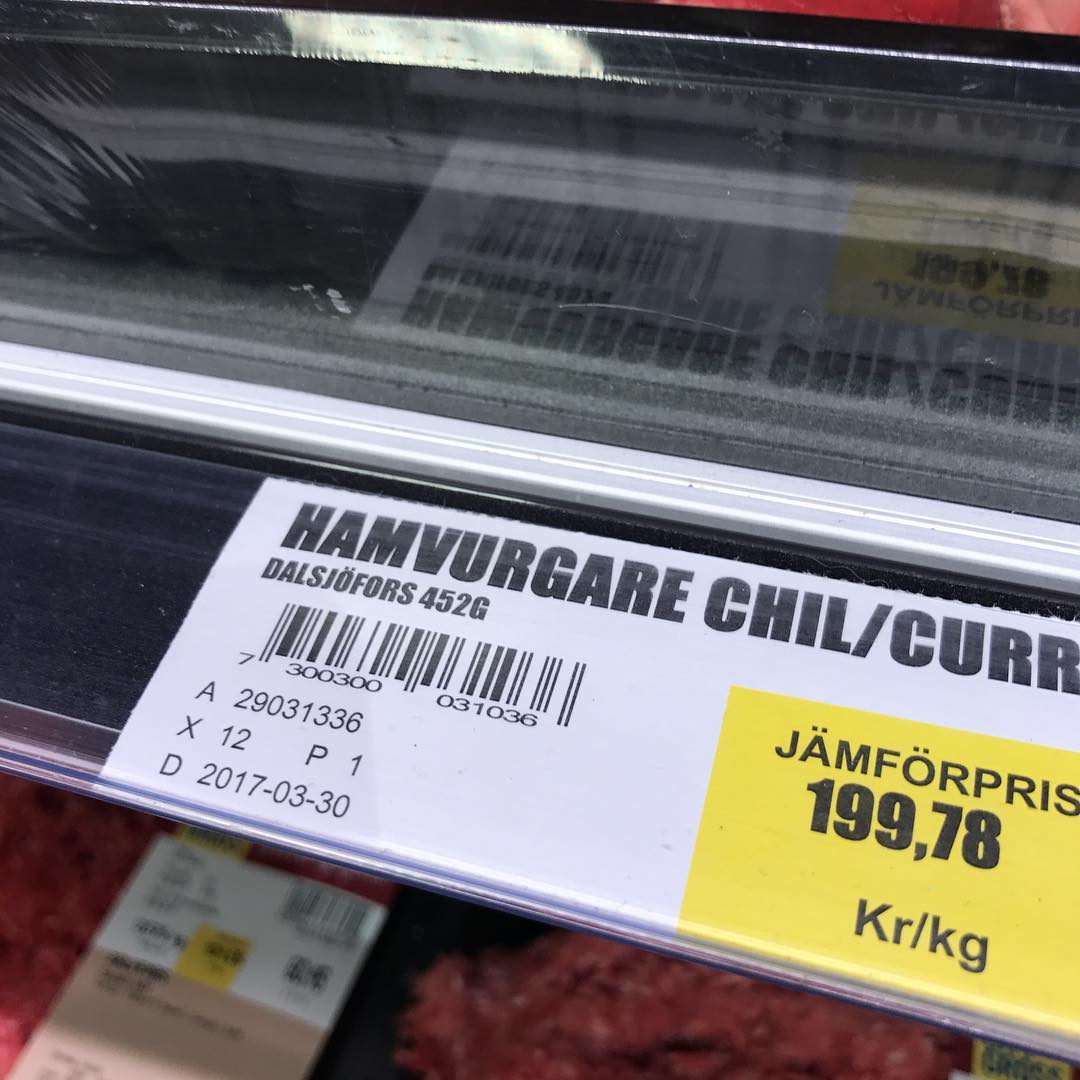 HAMVURGARE CHIL/CURR
DALSJÖFORS 452G
7 300300 031036
A 29031336
X 12 P 1
D 2017-03-30
JÄMFÖRPRIS
199,78
Kr/kg